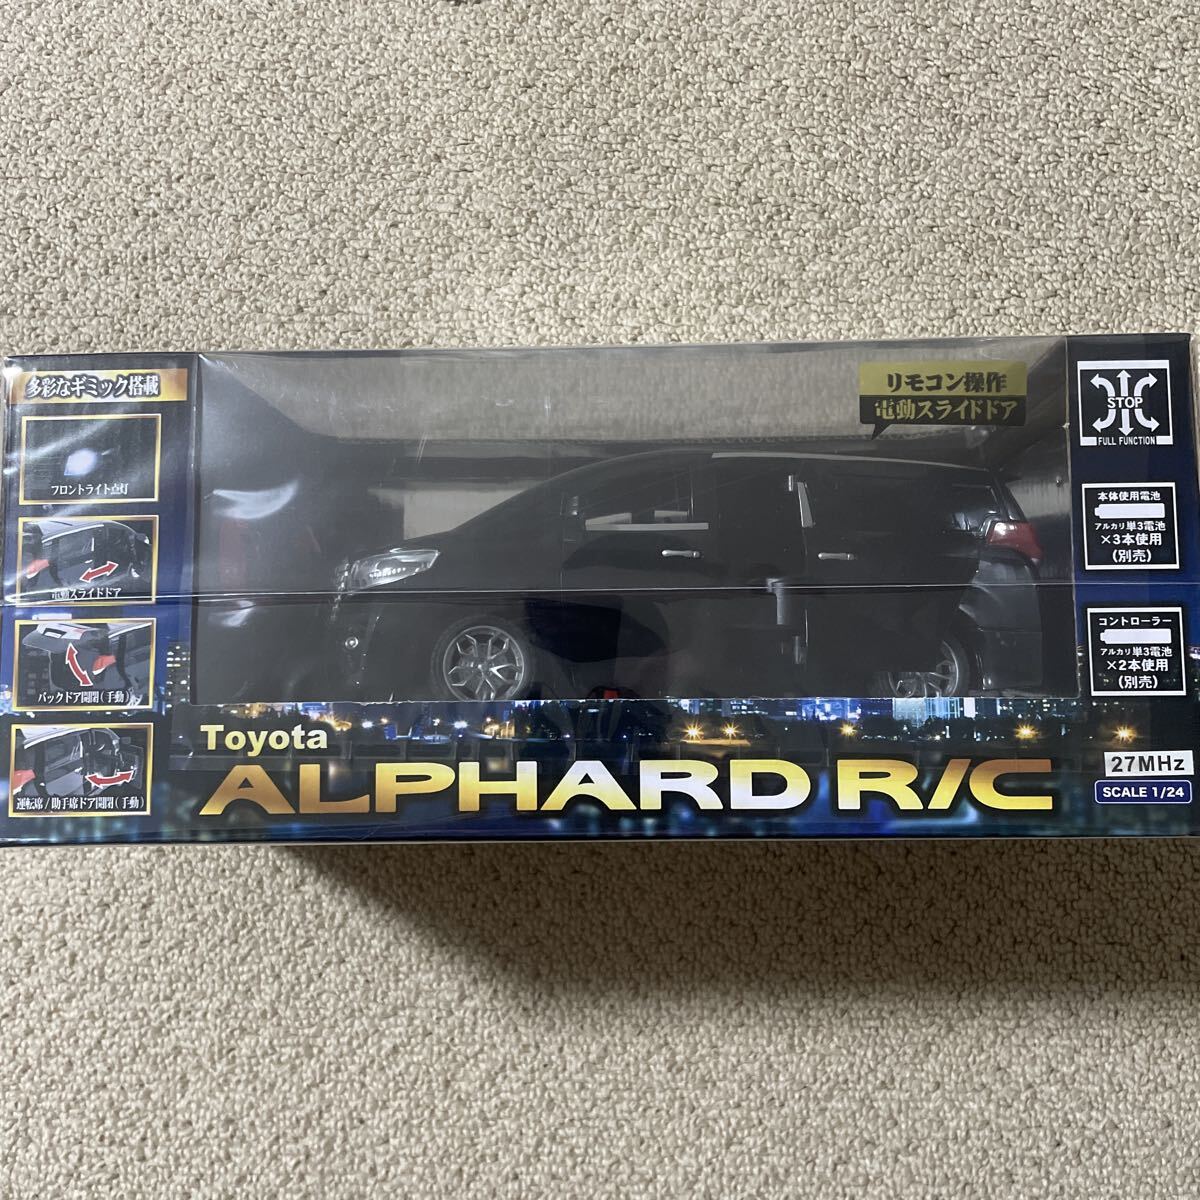 多彩なギミック搭載
フロントライト点灯
電動スライドドア
バックドア開閉(手動)
運転席/助手席ドア開閉(手動)
リモコン操作
電動スライドドア
STOP
FULL FUNCTION
本体使用電池
アルカリ単3電池
×3本使用
(別売)
コントローラー
アルカリ単3電池
×2本使用
(別売)
Toyota
ALPHARD R/C
27MHz
SCALE 1/24